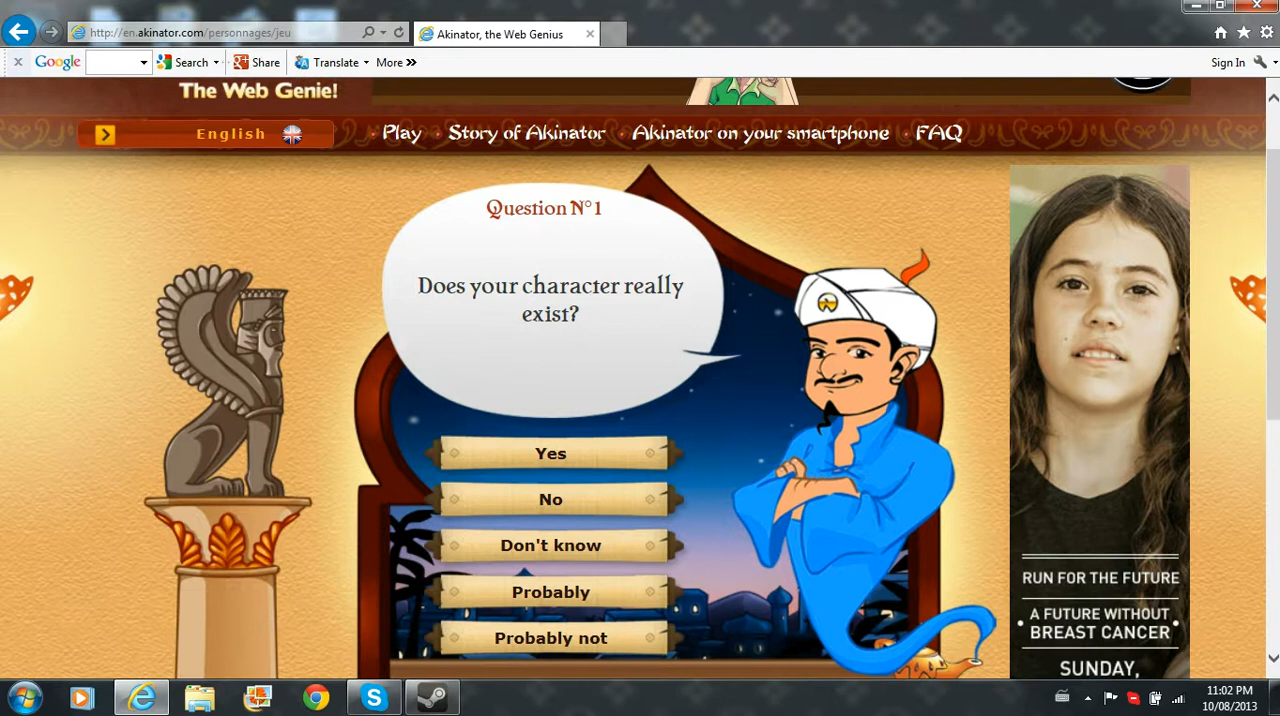 http://en.akinator.com/personnages/jeu
Akinator, the Web Genius
Google
Search
Share
Translate
More »
Sign In
The Web Genie!
English
Play
Story of Akinator
Akinator on your smartphone
FAQ
Question N°1
Does your character really
exist?
Yes
No
Don't know
Probably
Probably not
RUN FOR THE FUTURE
A FUTURE WITHOUT
BREAST CANCER
SUNDAY,
11:02 PM
10/08/2013